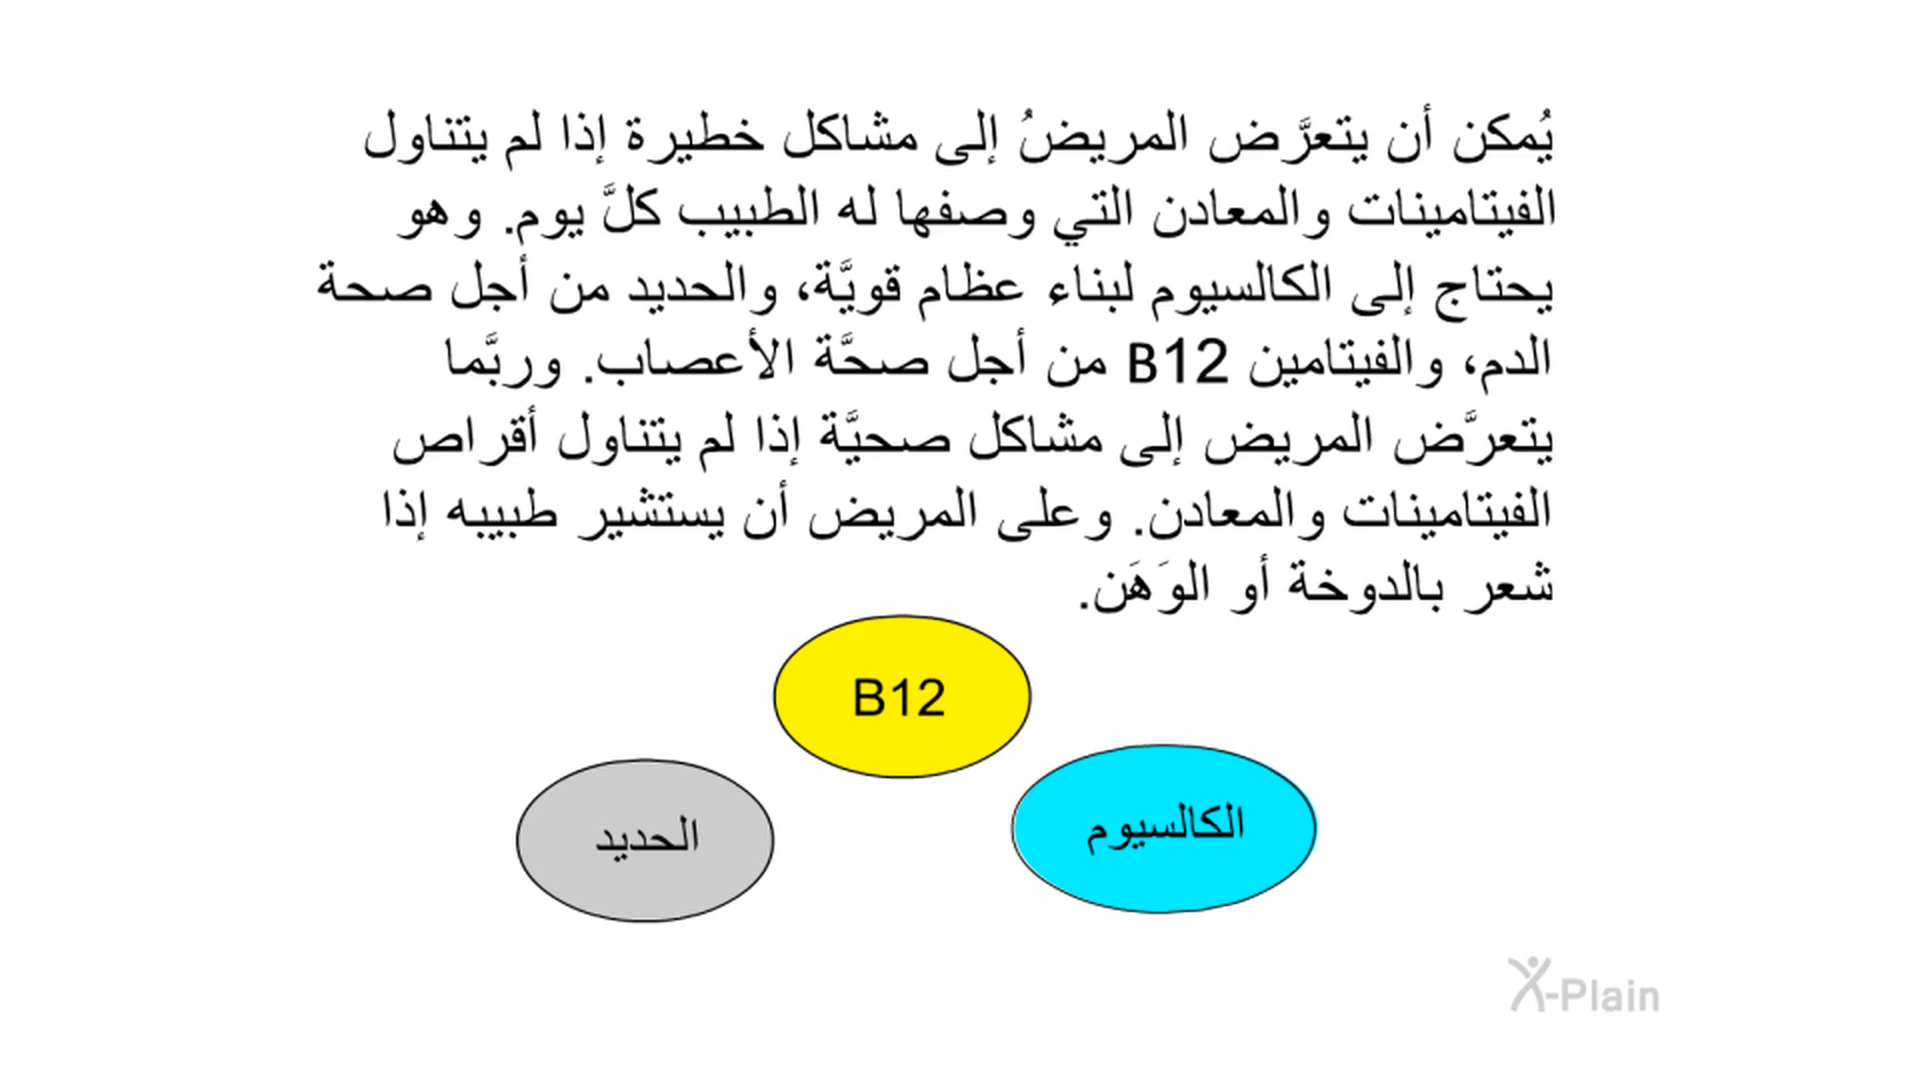 يُمكن أن يتعرَّض المريضُ إلى مشاكل خطيرة إذا لم يتناول
الفيتامينات والمعادن التي وصفها له الطبيب كلَّ يوم. وهو
يحتاج إلى الكالسيوم لبناء عظام قويَّة، والحديد من أجل صحة
الدم، والفيتامين B12 من أجل صحَّة الأعصاب. وربَّما
يتعرَّض المريض إلى مشاكل صحيَّة إذا لم يتناول أقراص
الفيتامينات والمعادن. وعلى المريض أن يستشير طبيبه إذا
شعر بالدوخة أو الوَهَن.
B12
الكالسيوم
الحديد
X-Plain